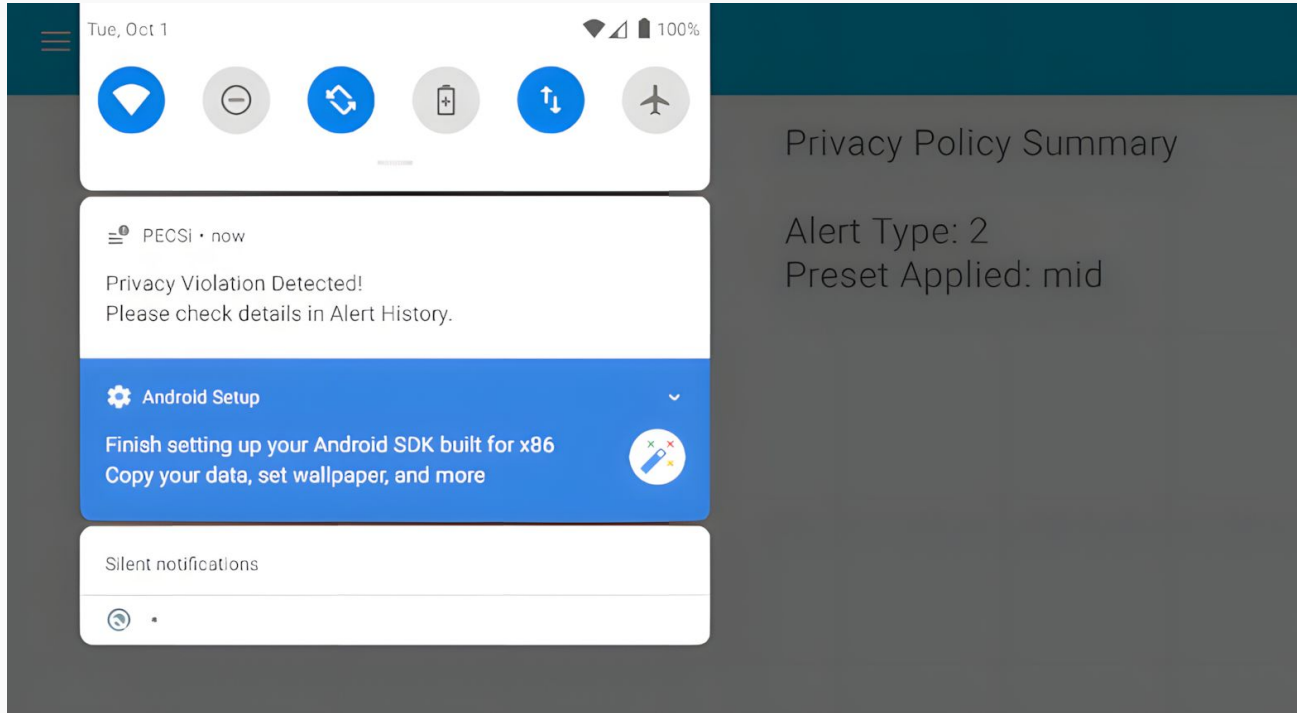 Tue, Oct 1
100%
PECSi • now
Privacy Violation Detected!
Please check details in Alert History.
Android Setup
Finish setting up your Android SDK built for x86
Copy your data, set wallpaper, and more
Silent notifications
Privacy Policy Summary
Alert Type: 2
Preset Applied: mid